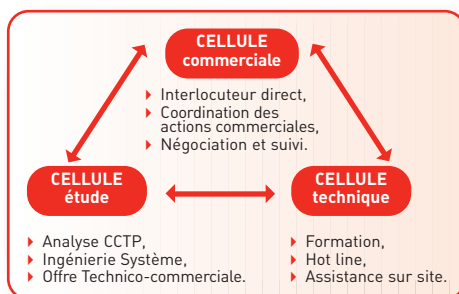 CELLULE
commerciale
Interlocuteur direct,
Coordination des
actions commerciales,
Négociation et suivi.
CELLULE
étude
Analyse CCTP,
Ingénierie Système,
Offre Technico-commerciale.
CELLULE
technique
Formation,
Hot line,
Assistance sur site.